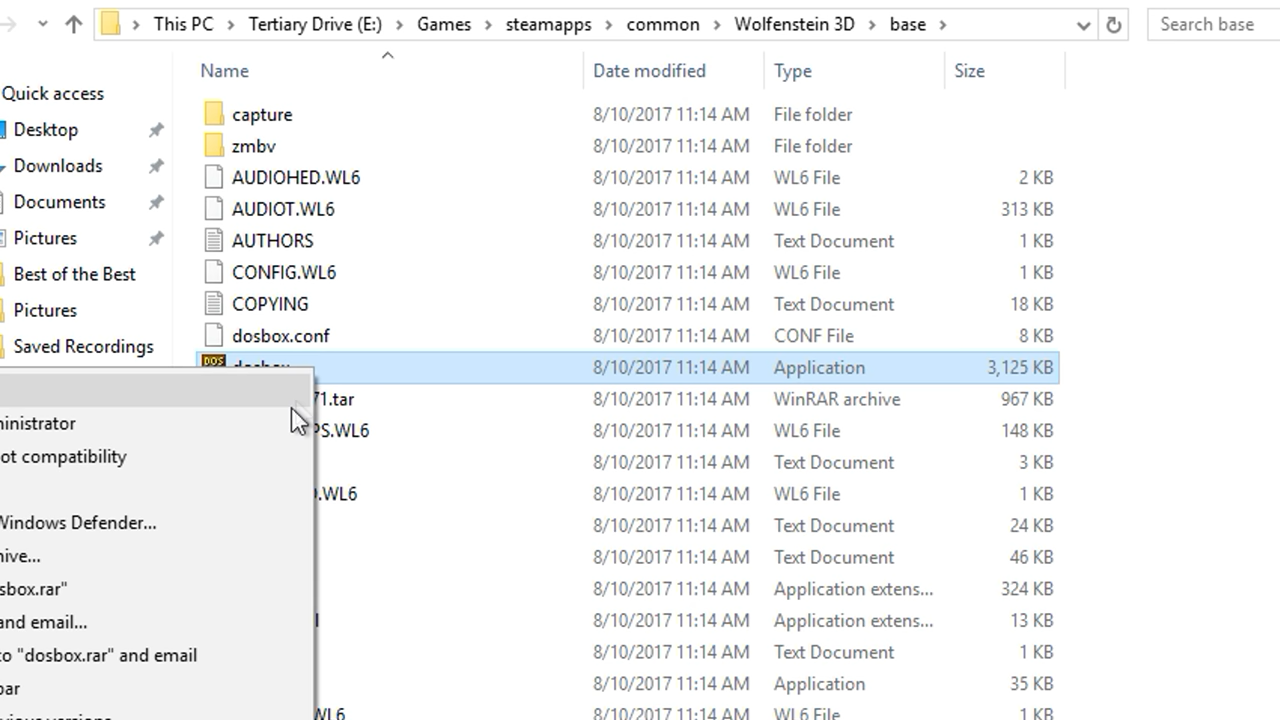 This PC > Tertiary Drive (E:) > Games > steamapps > common > Wolfenstein 3D > base >
Search base
Name Date modified Type Size
Quick access
Desktop
Downloads
Documents
Pictures
Best of the Best
Pictures
Saved Recordings
capture 8/10/2017 11:14 AM File folder
zmbv 8/10/2017 11:14 AM File folder
AUDIOHED.WL6 8/10/2017 11:14 AM WL6 File 2 KB
AUDIOT.WL6 8/10/2017 11:14 AM WL6 File 313 KB
AUTHORS 8/10/2017 11:14 AM Text Document 1 KB
CONFIG.WL6 8/10/2017 11:14 AM WL6 File 1 KB
COPYING 8/10/2017 11:14 AM Text Document 18 KB
dosbox.conf 8/10/2017 11:14 AM CONF File 8 KB
DOS dosbox 8/10/2017 11:14 AM Application 3,125 KB
71.tar 8/10/2017 11:14 AM WinRAR archive 967 KB
PS.WL6 8/10/2017 11:14 AM WL6 File 148 KB
8/10/2017 11:14 AM Text Document 3 KB
.WL6 8/10/2017 11:14 AM WL6 File 1 KB
8/10/2017 11:14 AM Text Document 24 KB
8/10/2017 11:14 AM Text Document 46 KB
8/10/2017 11:14 AM Application extens... 324 KB
8/10/2017 11:14 AM Application extens... 13 KB
8/10/2017 11:14 AM Text Document 1 KB
8/10/2017 11:14 AM Application 35 KB
WL6 8/10/2017 11:14 AM WL6 File 1 KB
ministrator
ot compatibility
Windows Defender...
hive...
sbox.rar"
and email...
to "dosbox.rar" and email
bar